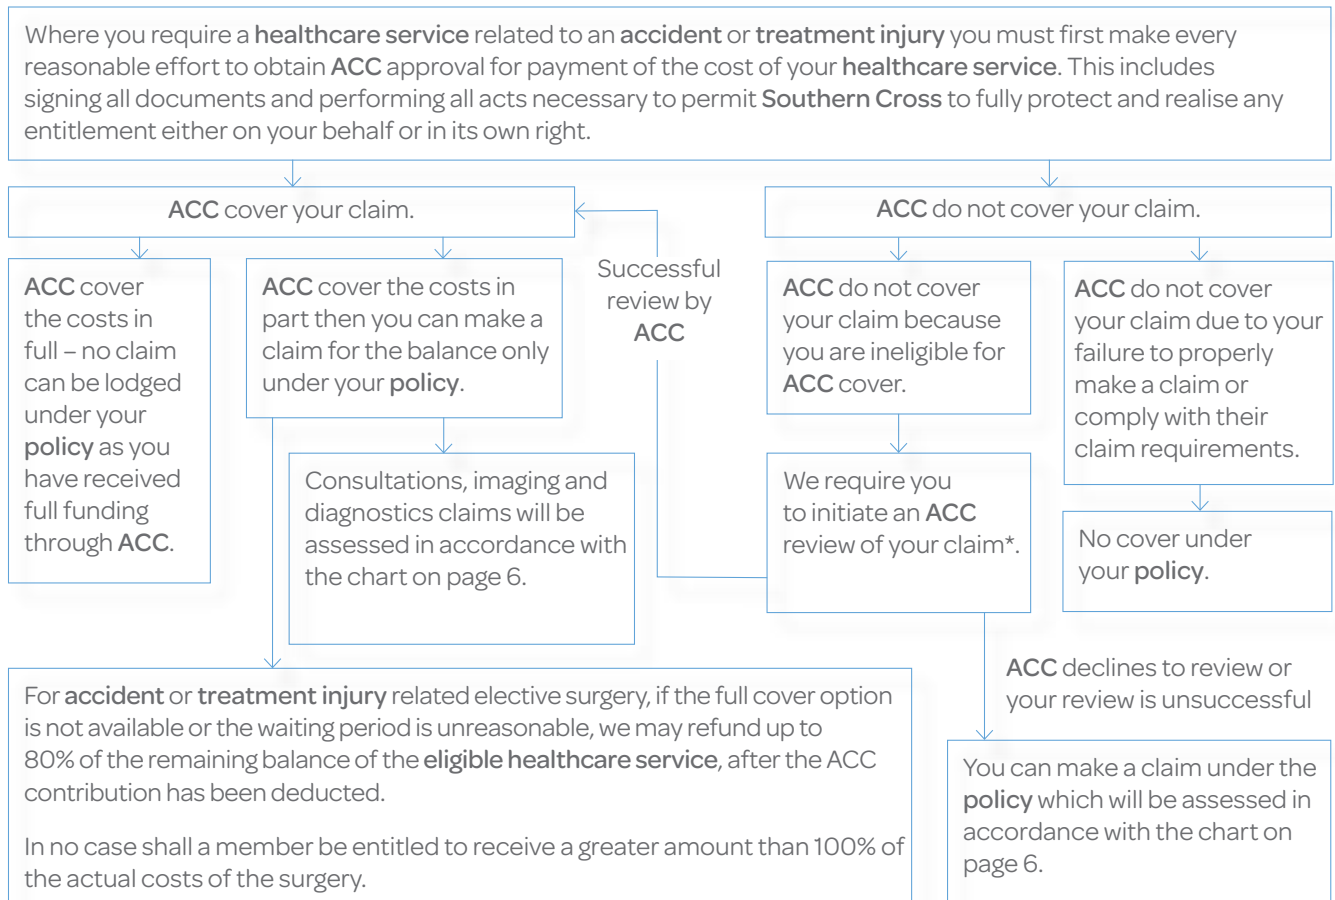 Where you require a healthcare service related to an accident or treatment injury you must first make every
reasonable effort to obtain ACC approval for payment of the cost of your healthcare service. This includes
signing all documents and performing all acts necessary to permit Southern Cross to fully protect and realise any
entitlement either on your behalf or in its own right.
ACC cover your claim.
ACC do not cover your claim.
ACC cover
the costs in
full – no claim
can be lodged
under your
policy as you
have received
full funding
through ACC.
ACC cover the costs in
part then you can make a
claim for the balance only
under your policy.
Successful
review by
ACC
ACC do not cover
your claim because
you are ineligible for
ACC cover.
ACC do not cover
your claim due to your
failure to properly
make a claim or
comply with their
claim requirements.
Consultations, imaging and
diagnostics claims will be
assessed in accordance with
the chart on page 6.
We require you
to initiate an ACC
review of your claim*.
No cover under
your policy.
For accident or treatment injury related elective surgery, if the full cover option
is not available or the waiting period is unreasonable, we may refund up to
80% of the remaining balance of the eligible healthcare service, after the ACC
contribution has been deducted.
In no case shall a member be entitled to receive a greater amount than 100% of
the actual costs of the surgery.
ACC declines to review or
your review is unsuccessful
You can make a claim under the
policy which will be assessed in
accordance with the chart on
page 6.